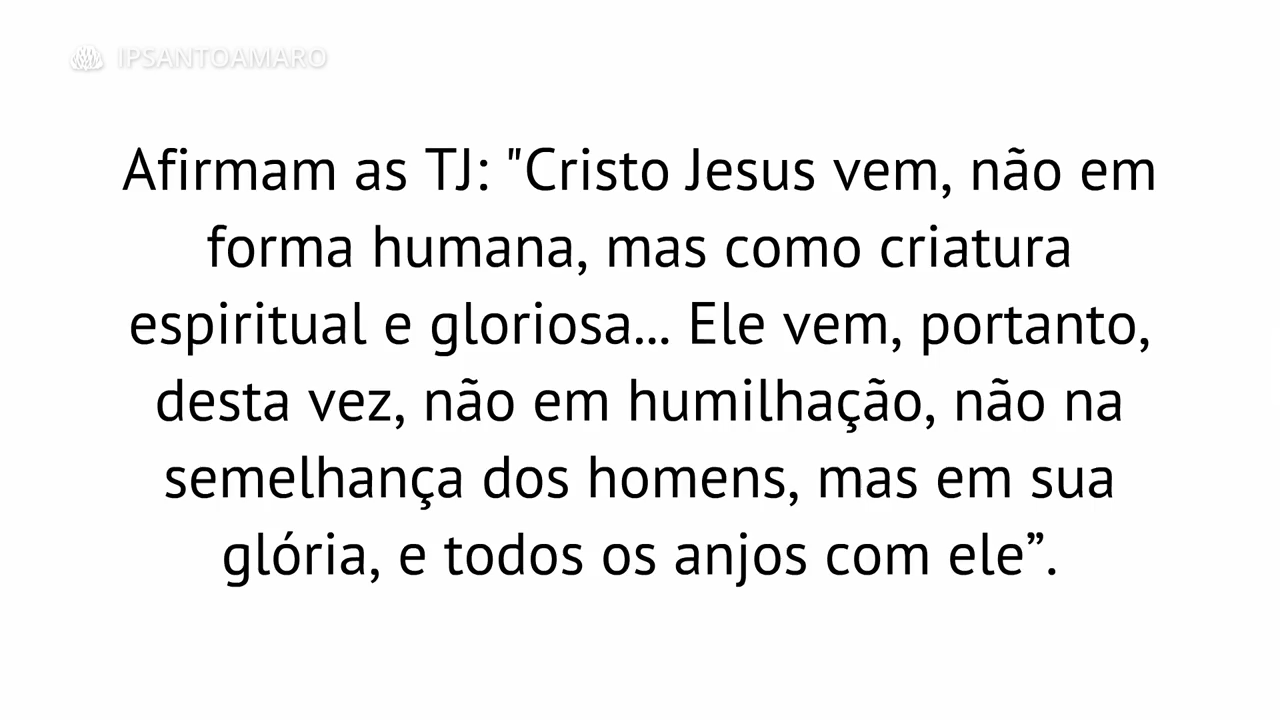 IPSANTOAMARO
Afirmam as TJ: "Cristo Jesus vem, não em
forma humana, mas como criatura
espiritual e gloriosa... Ele vem, portanto,
desta vez, não em humilhação, não na
semelhança dos homens, mas em sua
glória, e todos os anjos com ele”.